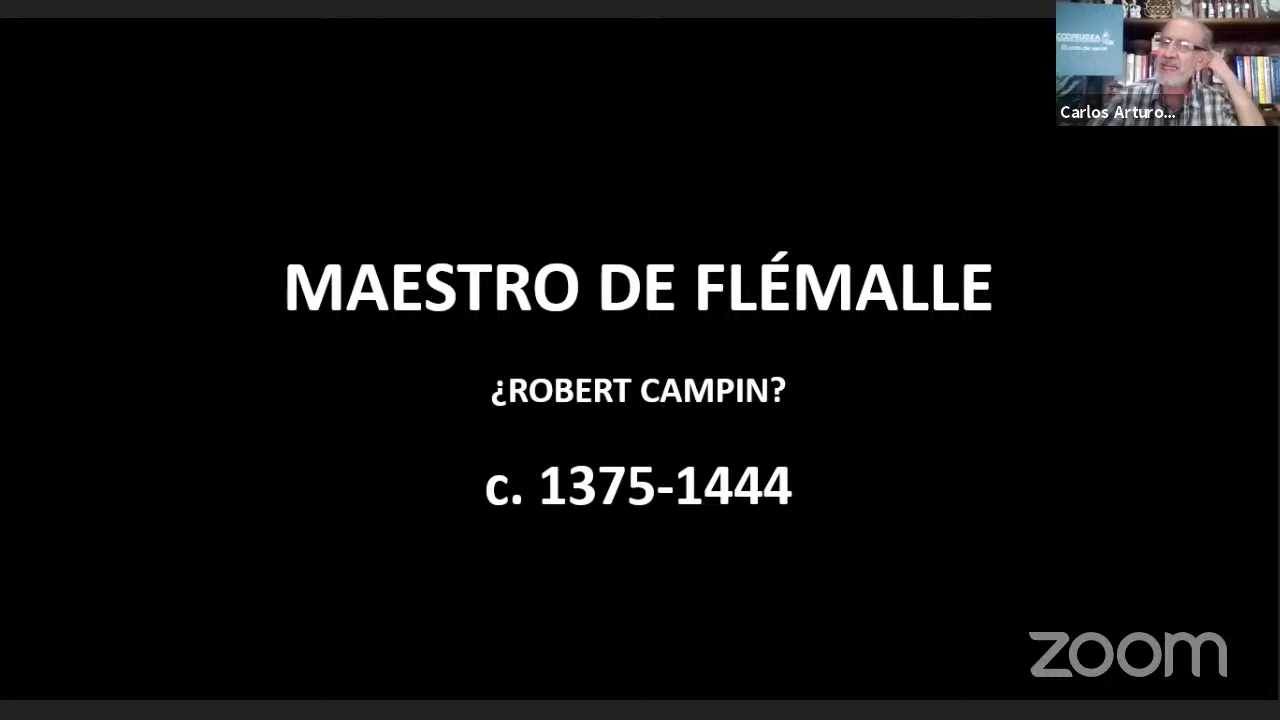 MAESTRO DE FLÉMALLE
¿ROBERT CAMPIN?
c. 1375-1444
Carlos Arturo...
zoom